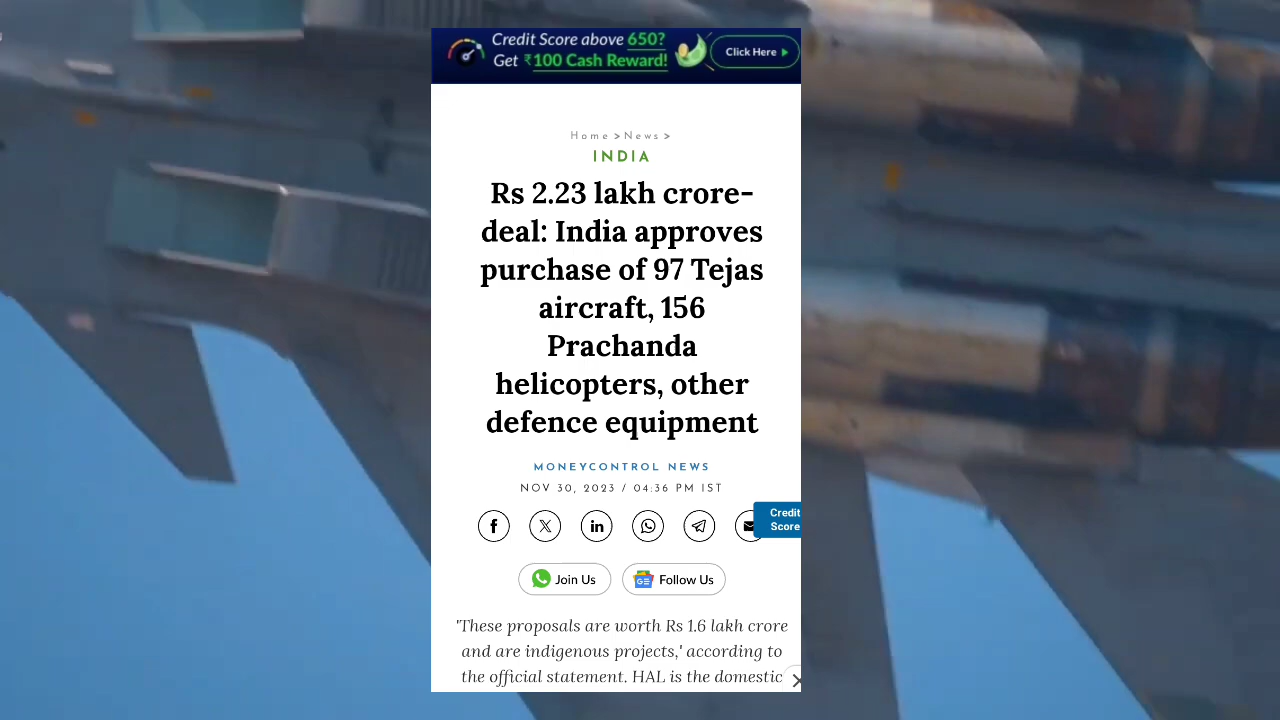 Credit Score above 650?
Get ₹100 Cash Reward!
Click Here
Home > News >
INDIA
Rs 2.23 lakh crore-
deal: India approves
purchase of 97 Tejas
aircraft, 156
Prachanda
helicopters, other
defence equipment
MONEYCONTROL NEWS
NOV 30, 2023 / 04:36 PM IST
Credit
Score
Join Us
Follow Us
'These proposals are worth Rs 1.6 lakh crore
and are indigenous projects,' according to
the official statement. HAL is the domestic